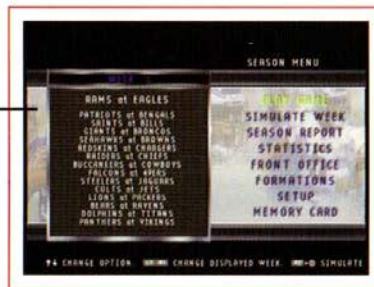 SEASON MENU
RAMS at EAGLES
PATRIOTS at BENGALS
SAINTS at BILLS
GIANTS at BRONCOS
SEAHAWKS at BROWNS
REDSKINS at CHARGERS
RAIDERS at CHIEFS
BUCCANEERS at COWBOYS
FALCONS at 49ERS
STEELERS at JAGUARS
COLTS at JETS
LIONS at PACKERS
BEARS at RAVENS
DOLPHINS at TITANS
PANTHERS at VIKINGS
PLAY GAME
SIMULATE WEEK
SEASON REPORT
STATISTICS
FRONT OFFICE
FORMATIONS
SETUP
MEMORY CARD
CHANGE OPTION. CHANGE DISPLAYED WEEK. SIMULATE